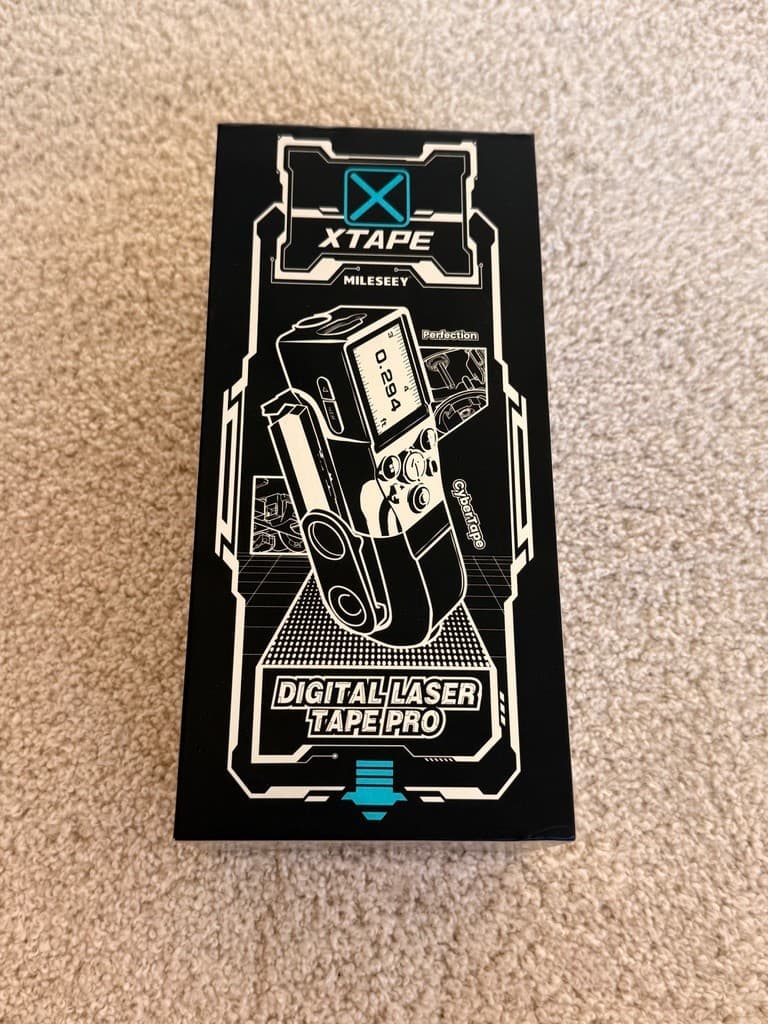 XTAPE
MILESEEY
Perfection
0.294
CyberTape
DIGITAL LASER
TAPE PRO